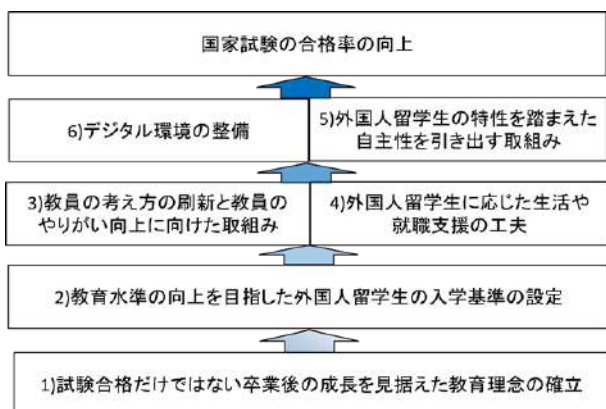 国家試験の合格率の向上
6)デジタル環境の整備
5)外国人留学生の特性を踏まえた
自主性を引き出す取組み
3)教員の考え方の刷新と教員の
やりがい向上に向けた取組み
4)外国人留学生に応じた生活や
就職支援の工夫
2)教育水準の向上を目指した外国人留学生の入学基準の設定
1)試験合格だけではない卒業後の成長を見据えた教育理念の確立